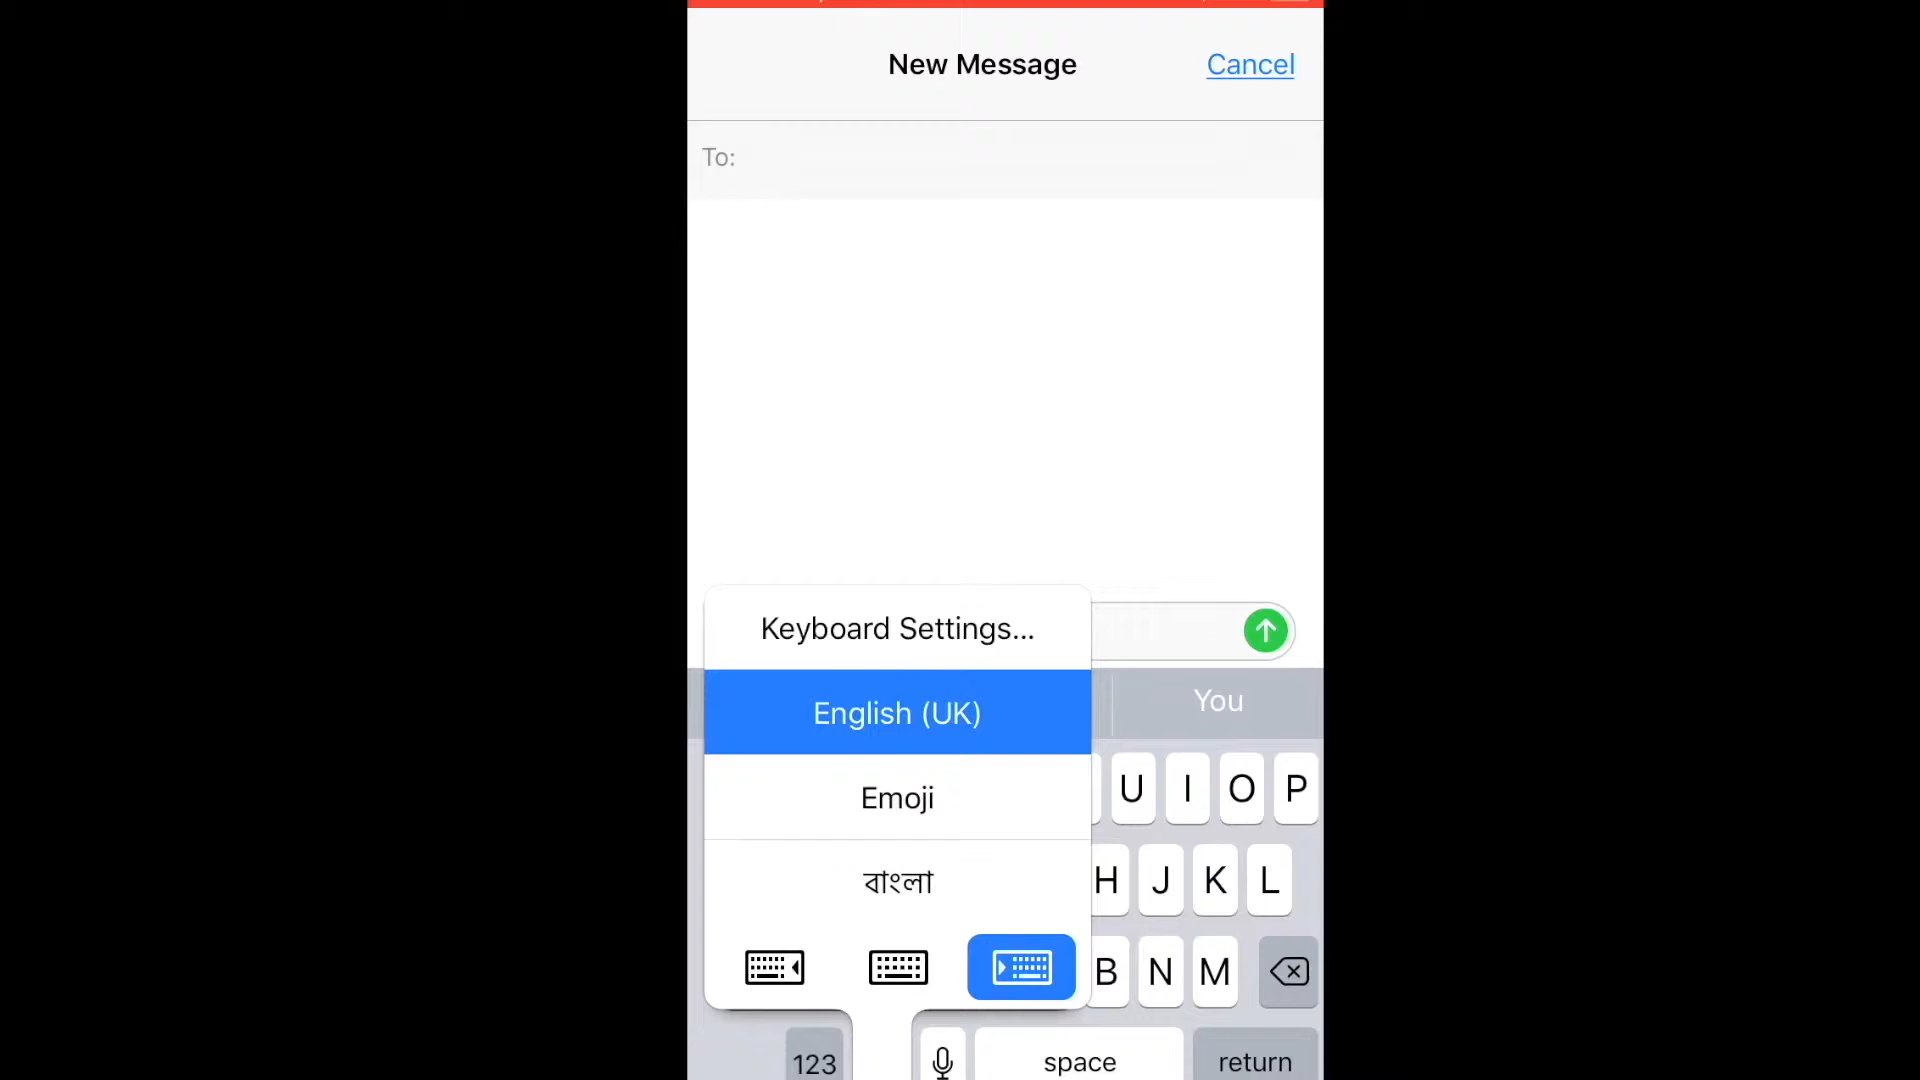 New Message
Cancel
To:
Keyboard Settings...
English (UK)
You
Emoji
U I O P
বাংলা
H J K L
B N M
123
space
return